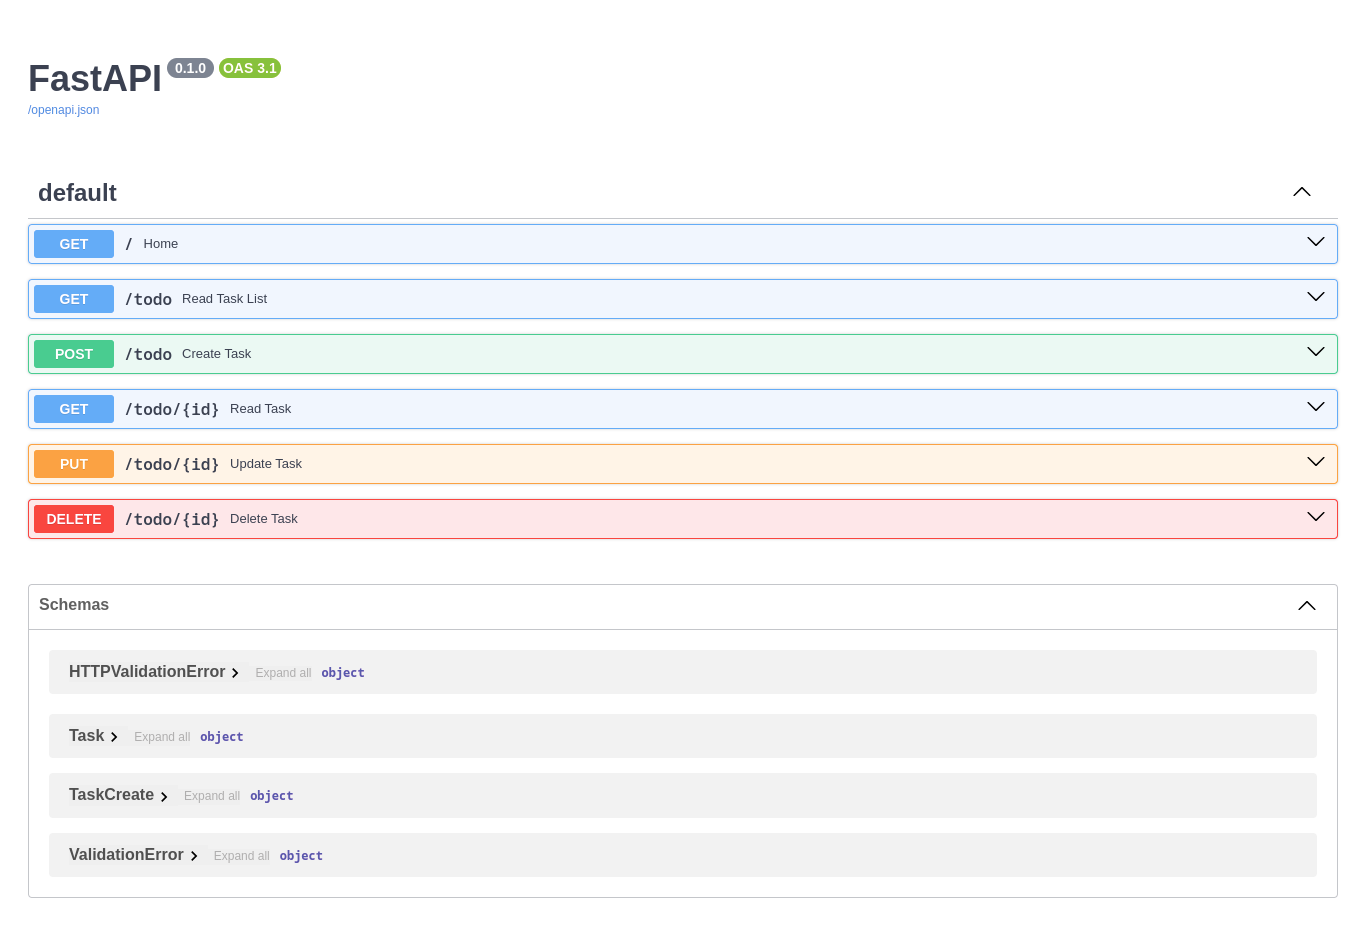 FastAPI 0.1.0 OAS 3.1
/openapi.json
default
GET / Home
GET /todo Read Task List
POST /todo Create Task
GET /todo/{id} Read Task
PUT /todo/{id} Update Task
DELETE /todo/{id} Delete Task
Schemas
HTTPValidationError Expand all object
Task Expand all object
TaskCreate Expand all object
ValidationError Expand all object